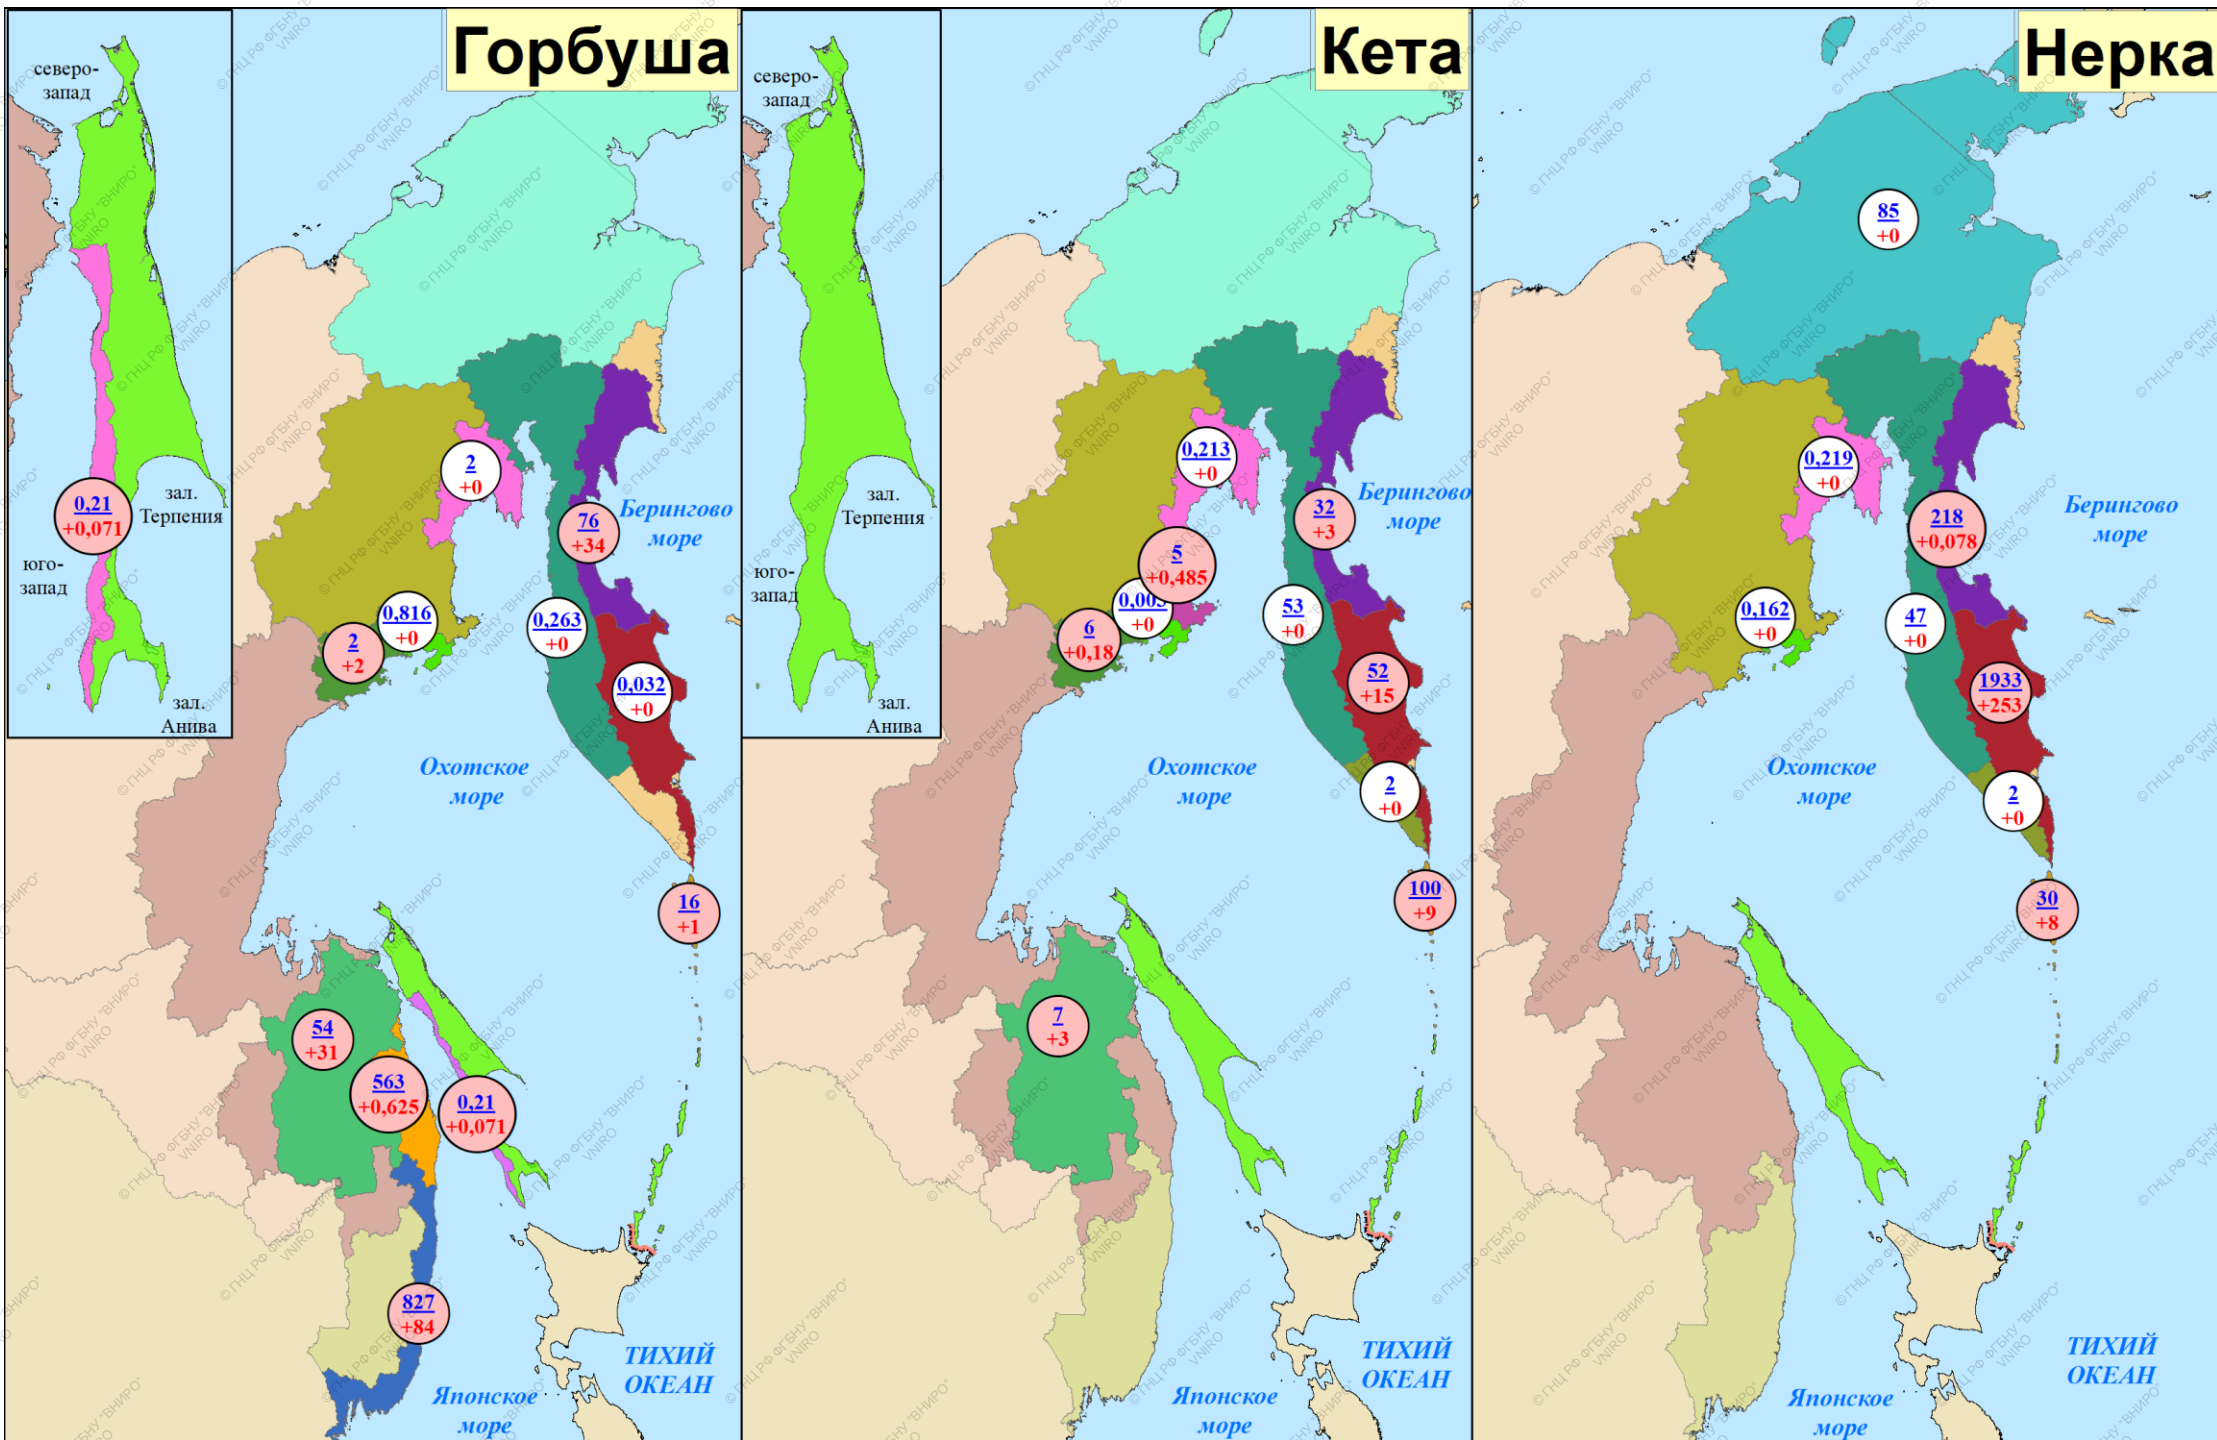 Горбуша
северо-
запад
зал.
Терпения
0,21
+0,071
юго-
запад
зал.
Анива
2
+0
76
+34
Берингово
море
0,816
+0
2
+2
0,263
+0
0,032
+0
Охотское
море
16
+1
54
+31
563
+0,625
0,21
+0,071
827
+84
ТИХИЙ
ОКЕАН
Японское
море
Кета
северо-
запад
зал.
Терпения
юго-
запад
зал.
Анива
0,213
+0
32
+3
Берингово
море
5
+0,485
+0
6
+0,18
53
+0
52
+15
Охотское
море
2
+0
100
+9
7
+3
ТИХИЙ
ОКЕАН
Японское
море
Нерка
85
+0
0,219
+0
218
+0,078
Берингово
море
0,162
+0
47
+0
1933
+253
Охотское
море
2
+0
30
+8
ТИХИЙ
ОКЕАН
Японское
море
© ГНЦ РФ ФГБНУ "ВНИРО"
VNIRO